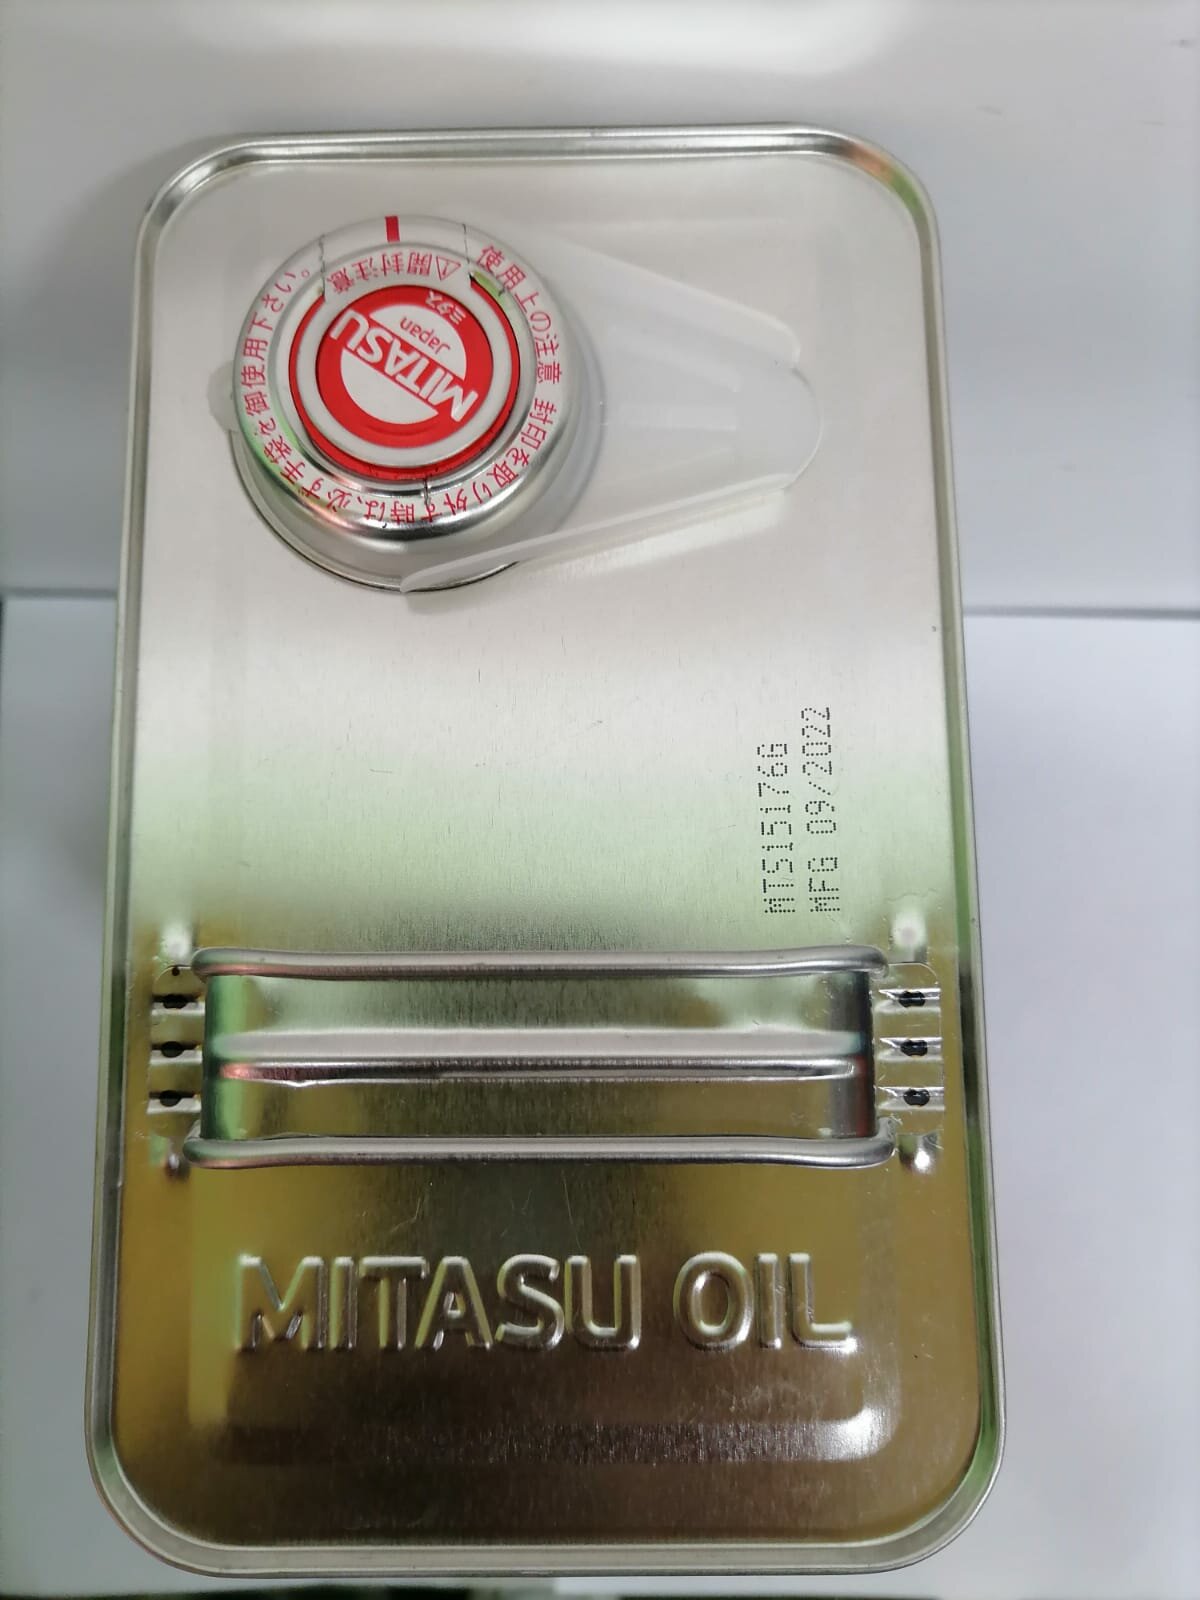 ⚠開封注意
使用上の注意 封印を取り外す時は、必ず手袋を御使用下さい。
MITASU
Japan
ミタス
MTS151766
MFG 09/2022
MITASU OIL